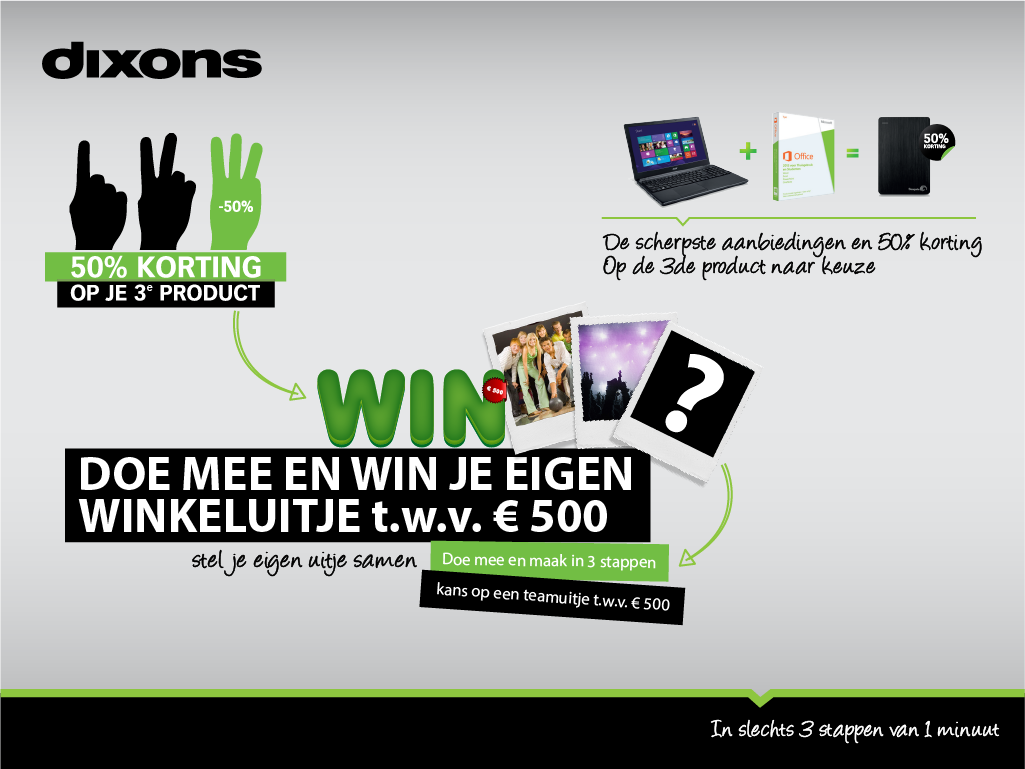 dixons
-50%
50% KORTING
OP JE 3e PRODUCT
Office
50%
KORTING
De scherpste aanbiedingen en 50% korting
Op de 3de product naar keuze
WIN
€ 500
?
DOE MEE EN WIN JE EIGEN
WINKELUITJE t.w.v. € 500
stel je eigen uitje samen
Doe mee en maak in 3 stappen
kans op een teamuitje t.w.v. € 500
In slechts 3 stappen van 1 minuut